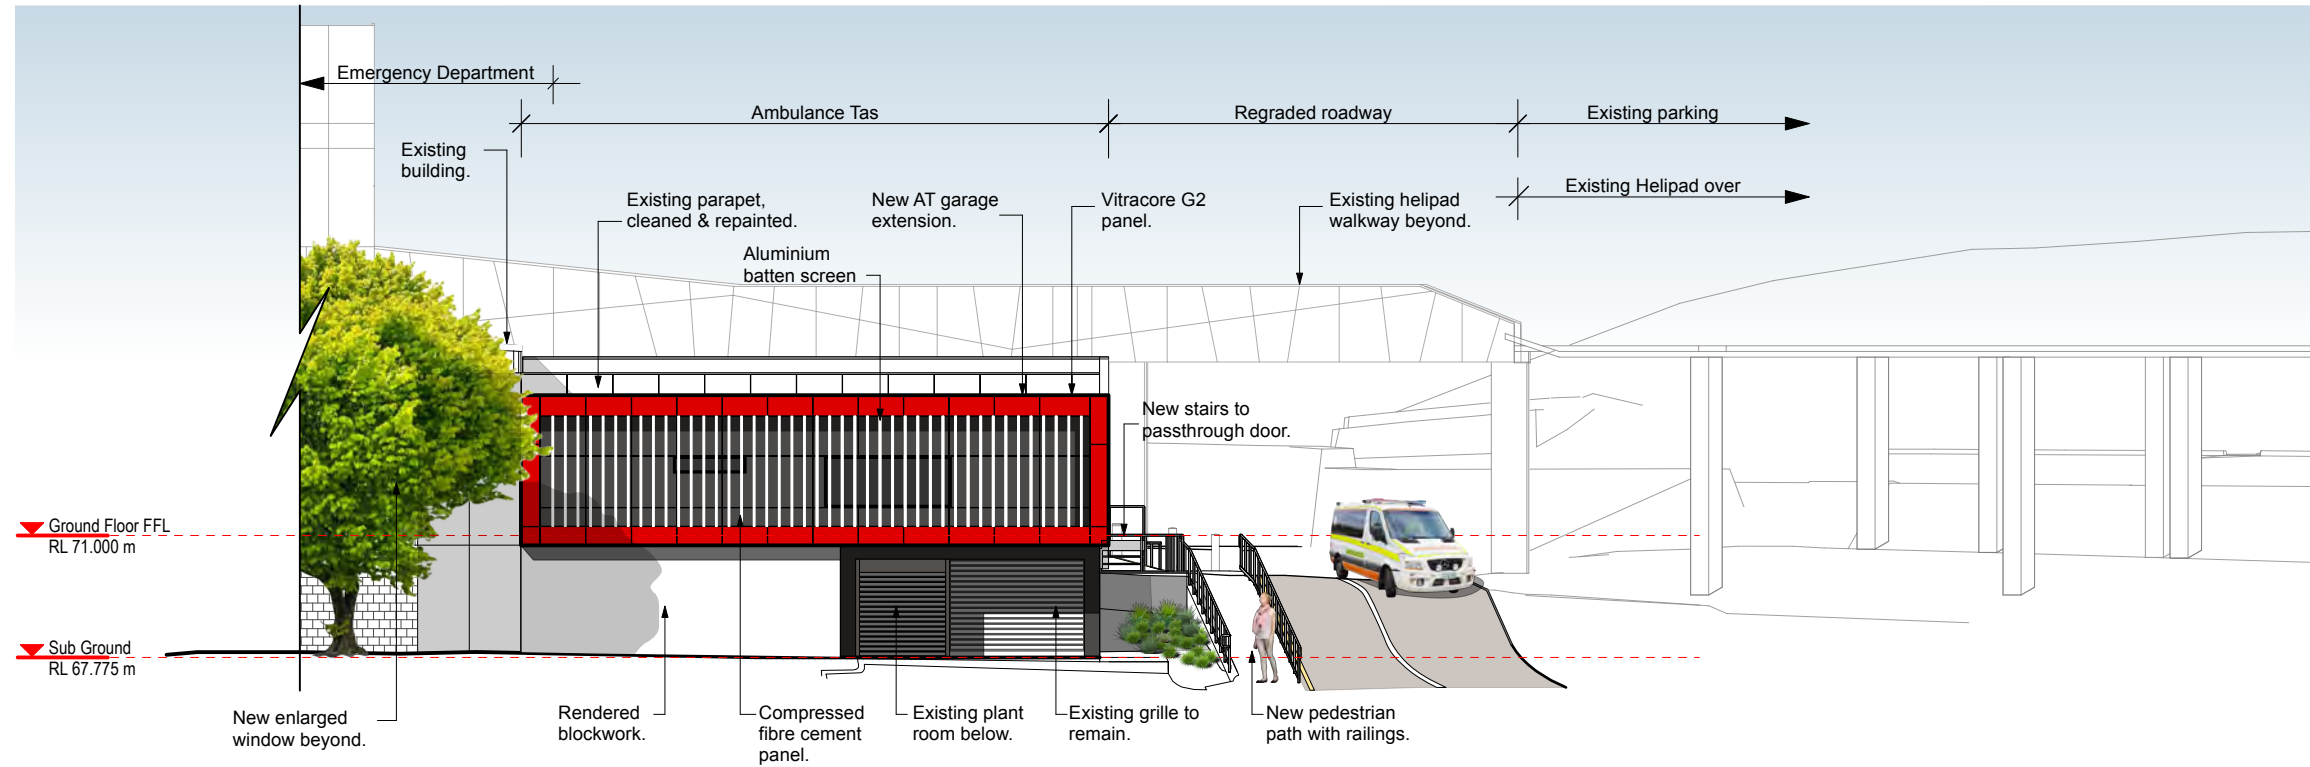 Emergency Department
Ambulance Tas
Regraded roadway
Existing parking
Existing
building.
Existing parapet,
cleaned & repainted.
New AT garage
extension.
Vitracore G2
panel.
Existing helipad
walkway beyond.
Existing Helipad over
Aluminium
batten screen
New stairs to
passthrough door.
Ground Floor FFL
RL 71.000 m
Sub Ground
RL 67.775 m
New enlarged
window beyond.
Rendered
blockwork.
Compressed
fibre cement
panel.
Existing plant
room below.
Existing grille to
remain.
New pedestrian
path with railings.